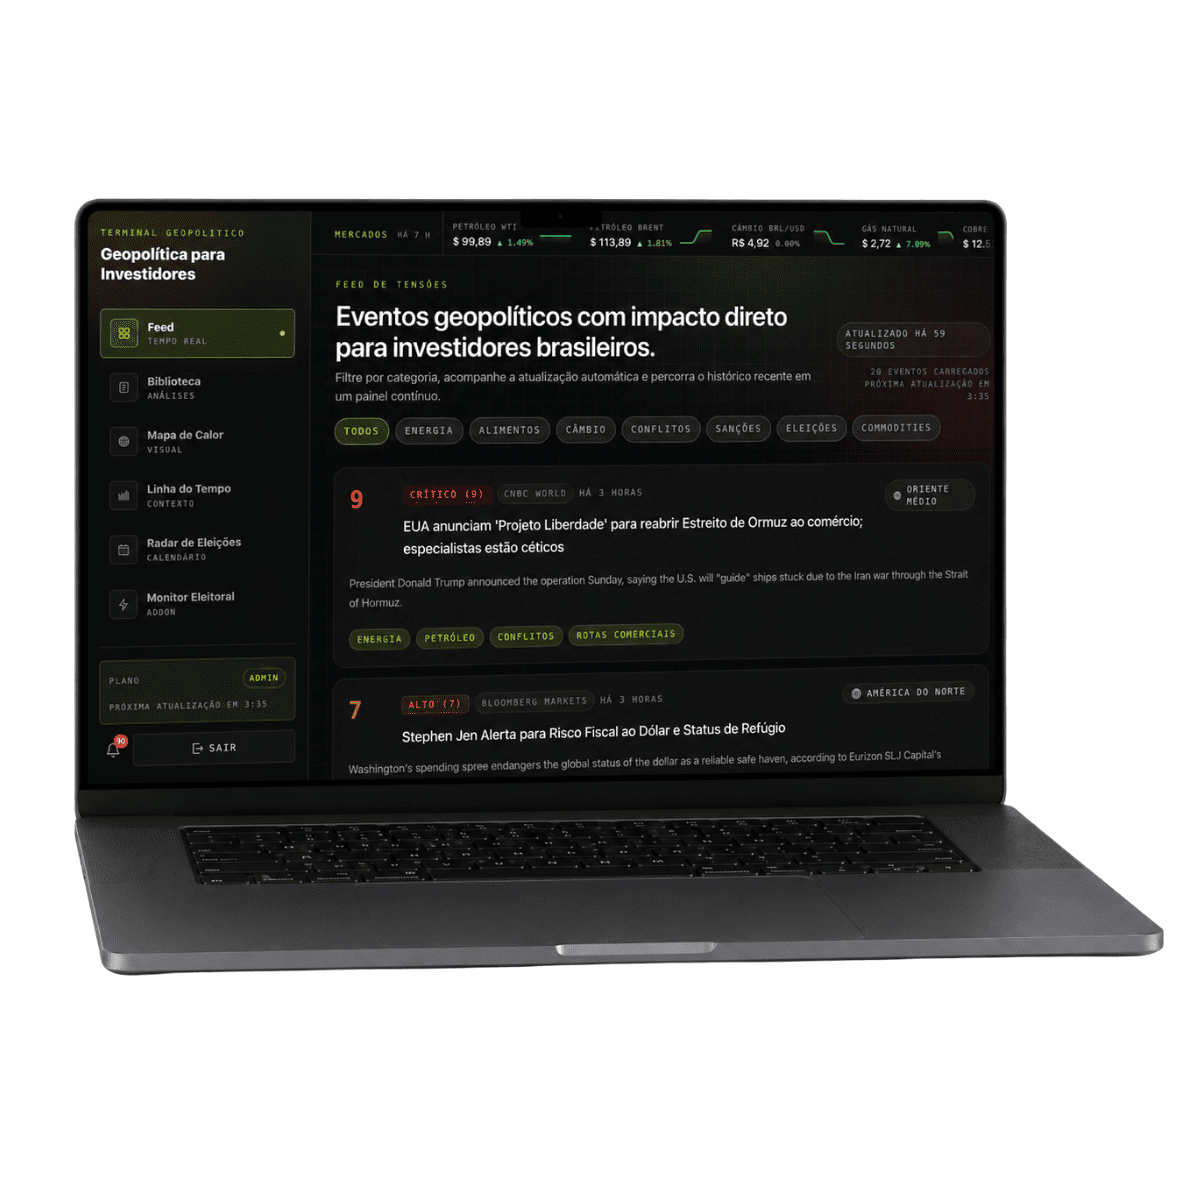 TERMINAL GEOPOLÍTICO
Geopolítica para
Investidores
Feed
TEMPO REAL
Biblioteca
ANÁLISES
Mapa de Calor
VISUAL
Linha do Tempo
CONTEXTO
Radar de Eleições
CALENDÁRIO
Monitor Eleitoral
ADDON
PLANO
ADMIN
PRÓXIMA ATUALIZAÇÃO EM 3:35
90
SAIR
MERCADOS HÁ 7 H
PETRÓLEO WTI
$ 99,89 ▲ 1.49%
TRÓLEO BRENT
$ 113,89 ▲ 1.81%
CÂMBIO BRL/USD
R$ 4,92 0.00%
GÁS NATURAL
$ 2,72 ▲ 7.09%
COBRE
$ 12.5
FEED DE TENSÕES
Eventos geopolíticos com impacto direto
para investidores brasileiros.
Filtre por categoria, acompanhe a atualização automática e percorra o histórico recente em
um painel contínuo.
ATUALIZADO HÁ 59
SEGUNDOS
20 EVENTOS CARREGADOS
PRÓXIMA ATUALIZAÇÃO EM
3:35
TODOS ENERGIA ALIMENTOS CÂMBIO CONFLITOS SANÇÕES ELEIÇÕES COMMODITIES
9
CRÍTICO (9) CNBC WORLD HÁ 3 HORAS
ORIENTE
MÉDIO
EUA anunciam 'Projeto Liberdade' para reabrir Estreito de Ormuz ao comércio;
especialistas estão céticos
President Donald Trump announced the operation Sunday, saying the U.S. will "guide" ships stuck due to the Iran war through the Strait
of Hormuz.
ENERGIA PETRÓLEO CONFLITOS ROTAS COMERCIAIS
7
ALTO (7) BLOOMBERG MARKETS HÁ 3 HORAS
AMÉRICA DO NORTE
Stephen Jen Alerta para Risco Fiscal ao Dólar e Status de Refúgio
Washington's spending spree endangers the global status of the dollar as a reliable safe haven, according to Eurizon SLJ Capital's